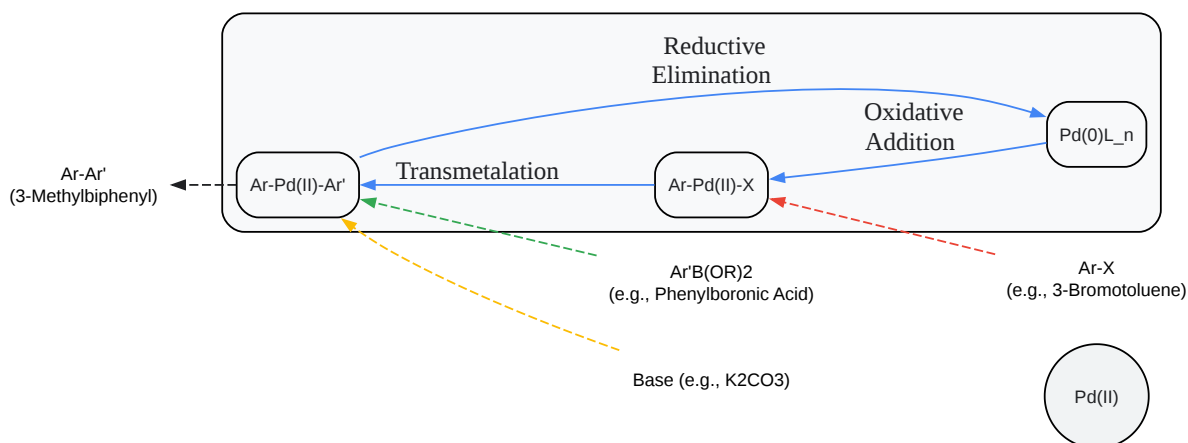 Reductive
Elimination
Oxidative
Addition
Pd(0)L_n
Ar-Ar'
(3-Methylbiphenyl)
Ar-Pd(II)-Ar'
Transmetalation
Ar-Pd(II)-X
Ar'B(OR)2
(e.g., Phenylboronic Acid)
Ar-X
(e.g., 3-Bromotoluene)
Base (e.g., K2CO3)
Pd(II)